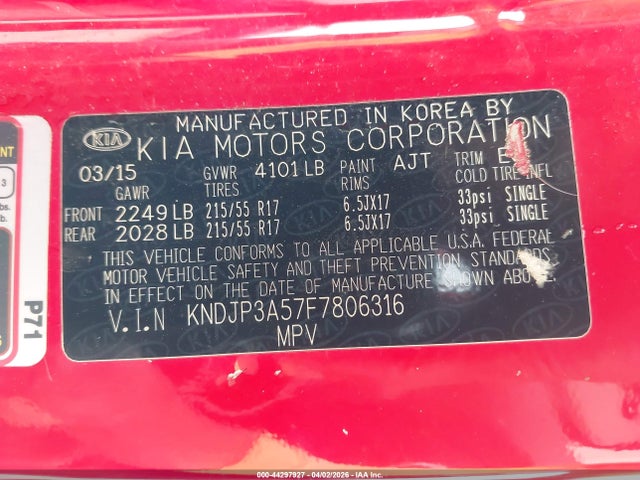 MANUFACTURED IN KOREA BY
KIA KIA MOTORS CORPORATION
03/15 GVWR 4101 LB PAINT AJT TRIM
GAWR TIRES RIMS COLD TIRE INFL
FRONT 2249 LB 215/55 R17 6.5JX17 33psi SINGLE
REAR 2028 LB 215/55 R17 6.5JX17 33psi SINGLE
THIS VEHICLE CONFORMS TO ALL APPLICABLE U.S.A. FEDERAL
MOTOR VEHICLE SAFETY AND THEFT PREVENTION STANDARDS
IN EFFECT ON THE DATE OF MANUFACTURE SHOWN ABOVE.
V.I.N KNDJP3A57F7806316
MPV
P71
000-44297927 - 04/02/2026 - IAA Inc.